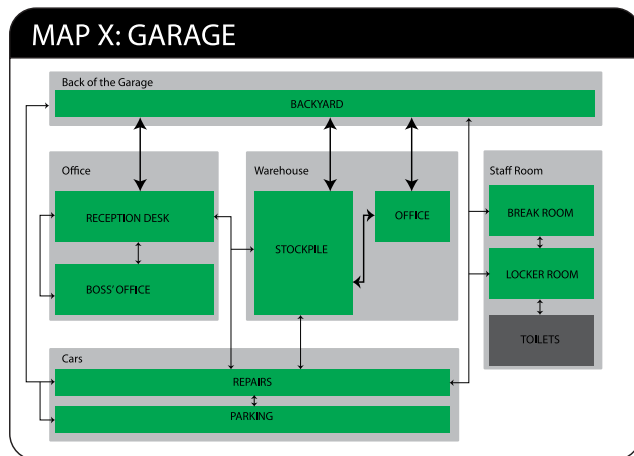 MAP X: GARAGE
Back of the Garage
BACKYARD
Office
Warehouse
Staff Room
RECEPTION DESK
OFFICE
BREAK ROOM
STOCKPILE
BOSS' OFFICE
LOCKER ROOM
TOILETS
Cars
REPAIRS
PARKING